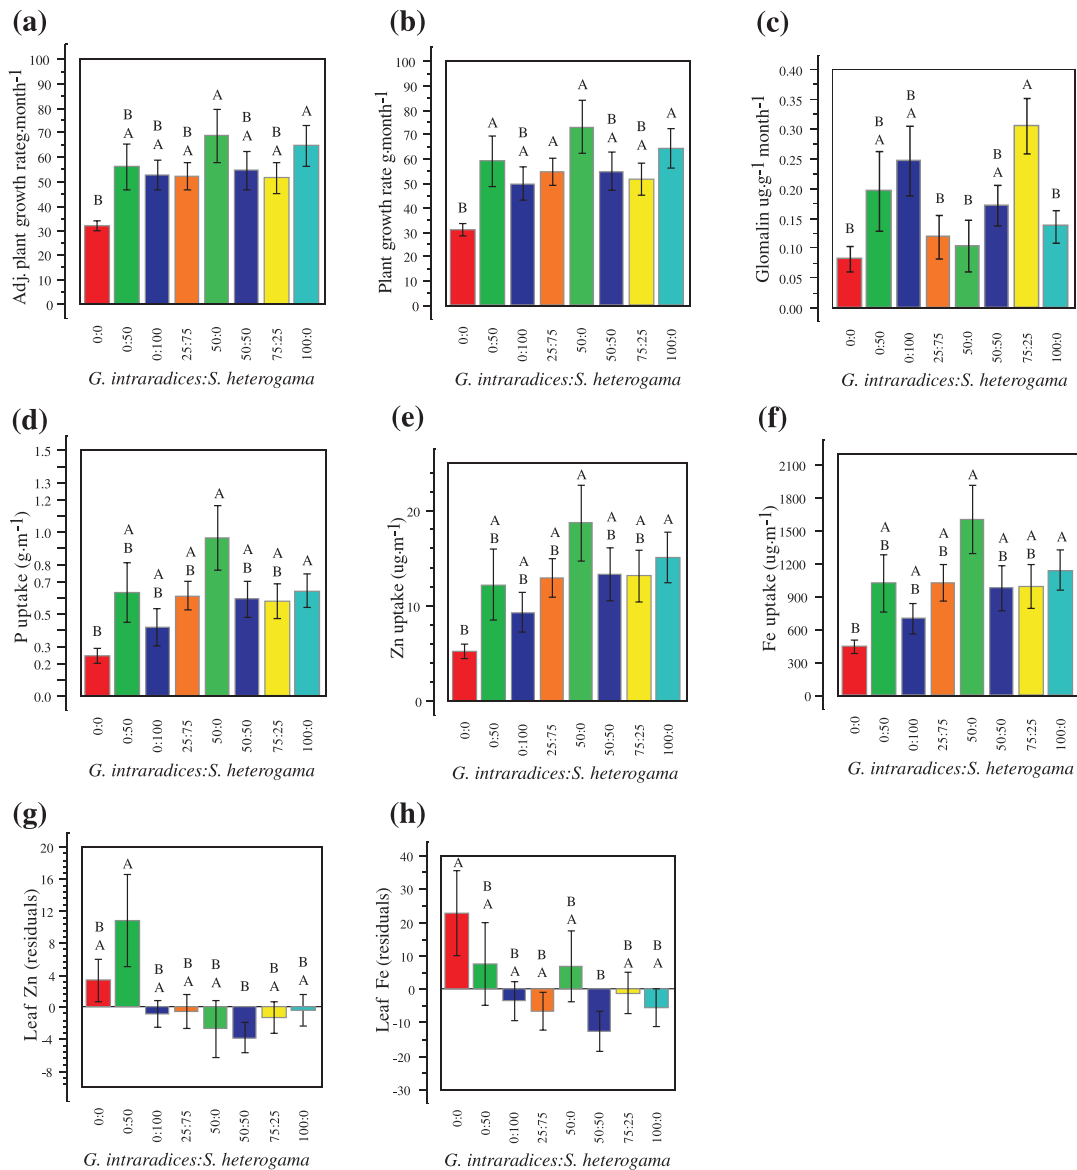 (a)
Adj. plant growth rateg·month-1
100
90
80
70
60
50
40
30
20
10
0
B
B
A
B
A
B
A
A
B
A
B
A
A
0:0
0:50
0:100
25:75
50:0
50:50
75:25
100:0
G. intraradices:S. heterogama
(b)
Plant growth rate g·month-1
100
90
80
70
60
50
40
30
20
10
0
B
A
B
A
A
A
B
A
B
A
A
0:0
0:50
0:100
25:75
50:0
50:50
75:25
100:0
G. intraradices:S. heterogama
(c)
Glomalin ug.g-1 month-1
0.40
0.35
0.30
0.25
0.20
0.15
0.10
0.05
0.00
B
B
A
B
A
B
B
B
A
A
B
0:0
0:50
0:100
25:75
50:0
50:50
75:25
100:0
G. intraradices:S. heterogama
(d)
P uptake (g·m-1)
1.5
1.3
1.2
1.0
0.7
0.5
0.3
0.2
0.0
B
A
B
A
B
A
B
A
A
B
A
B
A
0:0
0:50
0:100
25:75
50:0
50:50
75:25
100:0
G. intraradices:S. heterogama
(e)
Zn uptake (ug·m-1)
20
10
0
B
A
B
A
B
A
B
A
A
B
A
B
A
0:0
0:50
0:100
25:75
50:0
50:50
75:25
100:0
G. intraradices:S. heterogama
(f)
Fe uptake (ug·m-1)
2100
1800
1500
1200
900
600
300
0
B
A
B
A
B
A
B
A
A
B
A
B
A
0:0
0:50
0:100
25:75
50:0
50:50
75:25
100:0
G. intraradices:S. heterogama
(g)
Leaf Zn (residuals)
20
16
12
8
4
0
-4
-8
B
A
A
B
A
B
A
B
A
B
B
A
B
A
0:0
0:50
0:100
25:75
50:0
50:50
75:25
100:0
G. intraradices:S. heterogama
(h)
Leaf Fe (residuals)
40
30
20
10
0
-10
-20
-30
A
B
A
B
A
B
A
B
A
B
B
A
B
A
0:0
0:50
0:100
25:75
50:0
50:50
75:25
100:0
G. intraradices:S. heterogama